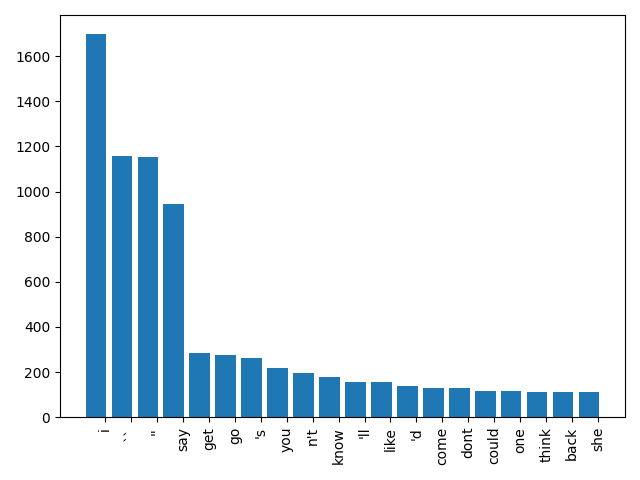 1600
1400
1200
1000
800
600
400
200
0
i
``
"
say
get
go
's
you
n't
know
'll
like
'd
come
dont
could
one
think
back
she